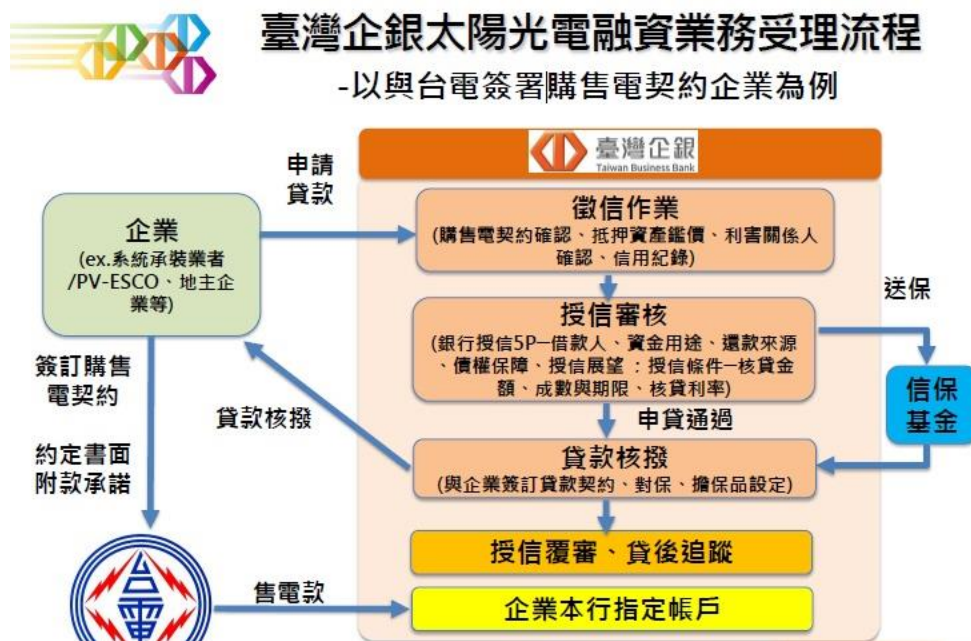 臺灣企銀太陽光電融資業務受理流程
-以與台電簽署購售電契約企業為例
臺灣企銀
Taiwan Business Bank
申請
貸款
企業
(ex.系統承裝業者
/PV-ESCO、地主企
業等)
徵信作業
(購售電契約確認、抵押資產鑑價、利害關係人
確認、信用紀錄)
送保
授信審核
(銀行授信5P—借款人、資金用途、還款來源
、債權保障、授信展望：授信條件—核貸金
額、成數與期限、核貸利率)
信保
基金
簽訂購售
電契約
貸款核撥
申貸通過
約定書面
附款承諾
貸款核撥
(與企業簽訂貸款契約、對保、擔保品設定)
授信覆審、貸後追蹤
台電
售電款
企業本行指定帳戶